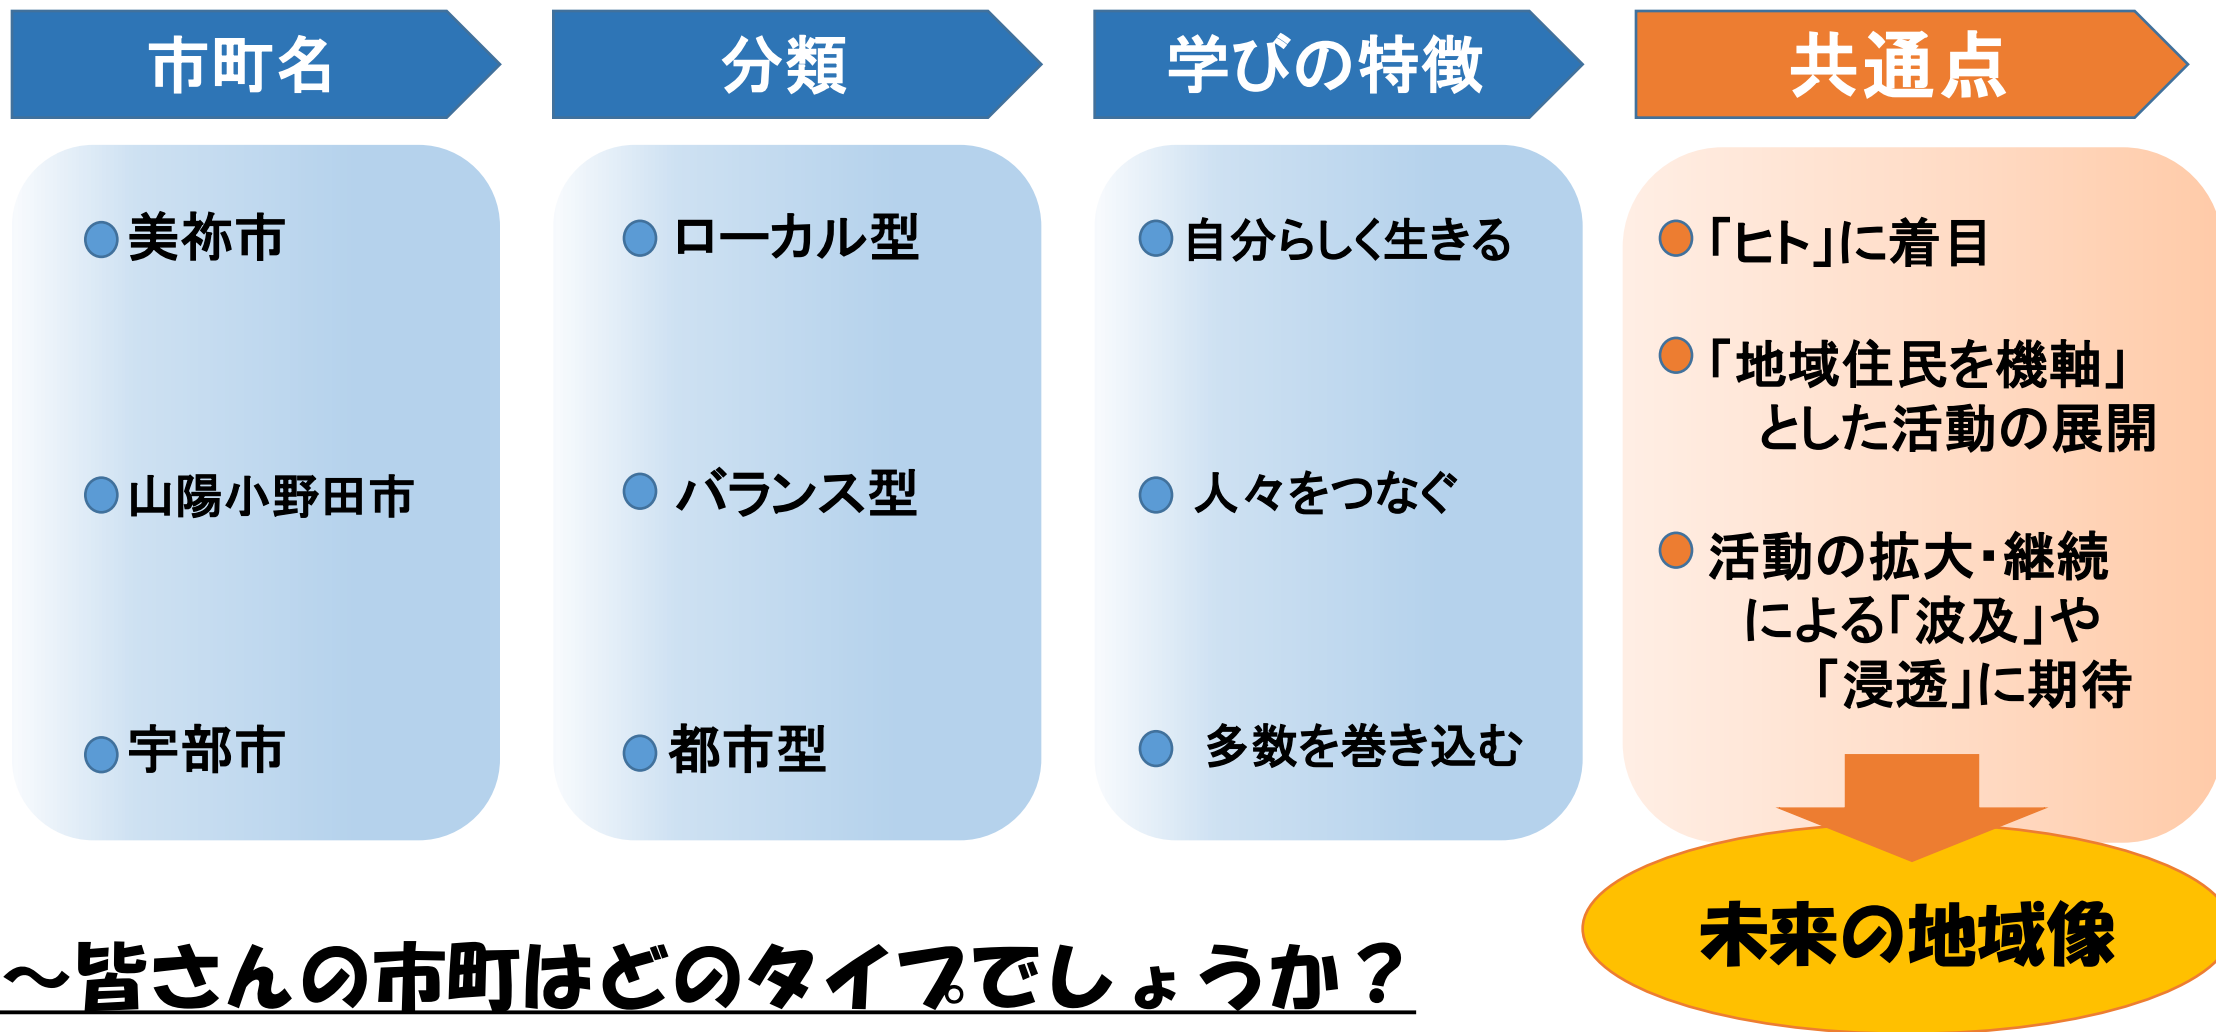 市町名
美祢市
山陽小野田市
宇部市
分類
ローカル型
バランス型
都市型
学びの特徴
自分らしく生きる
人々をつなぐ
多数を巻き込む
共通点
「ヒト」に着目
「地域住民を機軸」
とした活動の展開
活動の拡大・継続
による「波及」や
「浸透」に期待
未来の地域像
～皆さんの市町はどのタイプでしょうか？